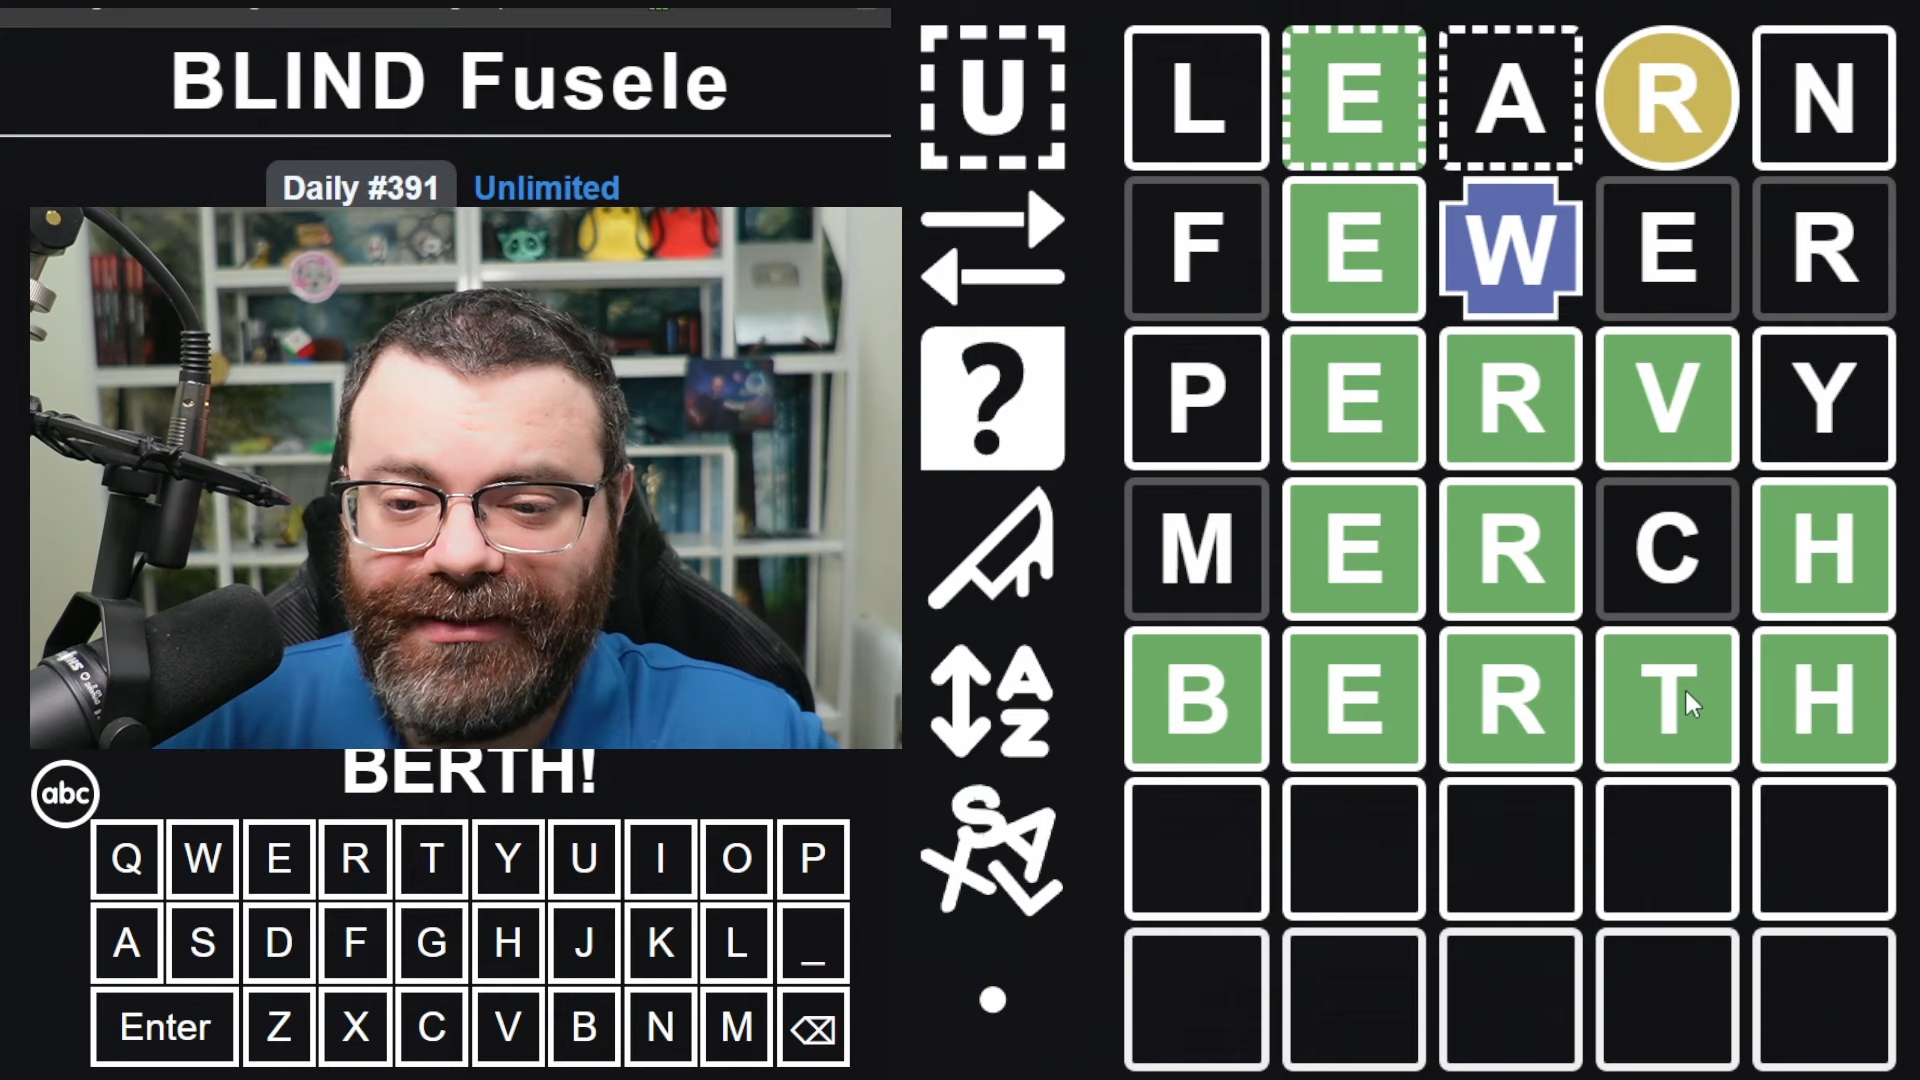 BLIND Fusele
Daily #391 Unlimited
BERTH!
abc
Q W E R T Y U I O P
A S D F G H J K L _
Enter Z X C V B N M
U
?
A
Z
S
A
X
L
L E A R N
F E W E R
P E R V Y
M E R C H
B E R T H